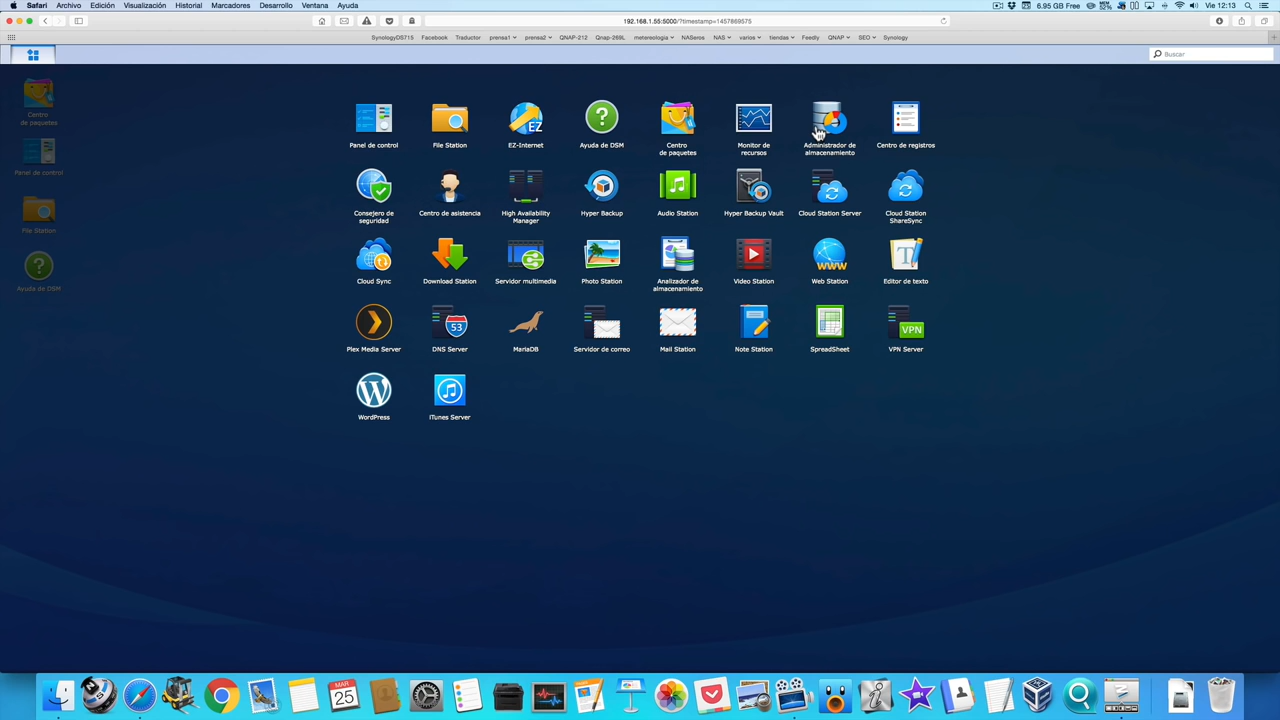 Safari Archivo Edición Visualización Historial Marcadores Desarrollo Ventana Ayuda 6.95 GB Free Vie 12:13
192.168.1.55:5000/?timestamp=1457869575
SynologyDS715 Facebook Traductor prensa1 prensa2 QNAP-212 Qnap-269L metereologia NASeros NAS varios tiendas Feedly QNAP SEO Synology
Buscar
Centro
de paquetes
Panel de control
File Station
Ayuda de DSM
Panel de control
File Station
EZ
EZ-Internet
Ayuda de DSM
Centro
de paquetes
Monitor de
recursos
Administrador de
almacenamiento
Centro de registros
Consejero de
seguridad
Centro de asistencia
High Availability
Manager
Hyper Backup
Audio Station
Hyper Backup Vault
Cloud Station Server
Cloud Station
ShareSync
Cloud Sync
Download Station
Servidor multimedia
Photo Station
Analizador de
almacenamiento
Video Station
WWW
Web Station
T
Editor de texto
Plex Media Server
53
DNS Server
MariaDB
Servidor de correo
Mail Station
Note Station
SpreadSheet
VPN
VPN Server
WordPress
iTunes Server
MAR
25